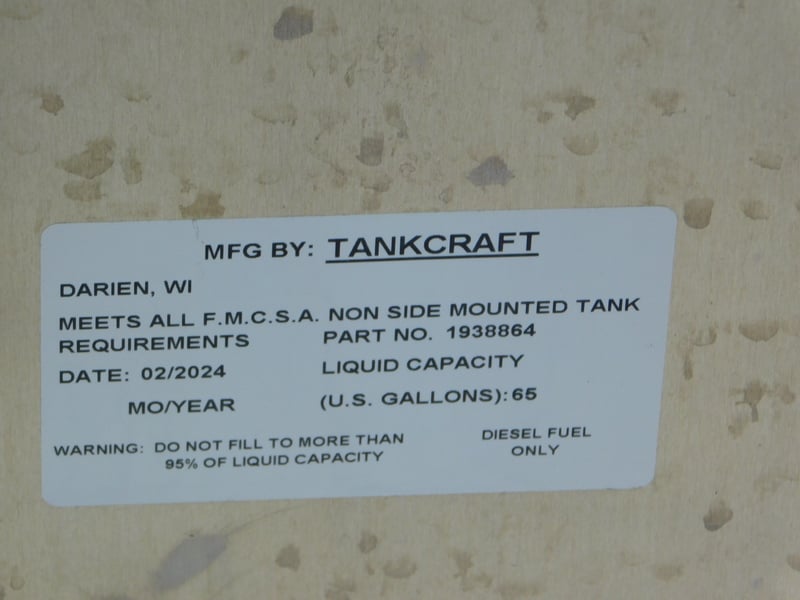 MFG BY: TANKCRAFT
DARIEN, WI
MEETS ALL F.M.C.S.A. NON SIDE MOUNTED TANK
REQUIREMENTS PART NO. 1938864
DATE: 02/2024 LIQUID CAPACITY
MO/YEAR (U.S. GALLONS): 65
WARNING: DO NOT FILL TO MORE THAN DIESEL FUEL
95% OF LIQUID CAPACITY ONLY